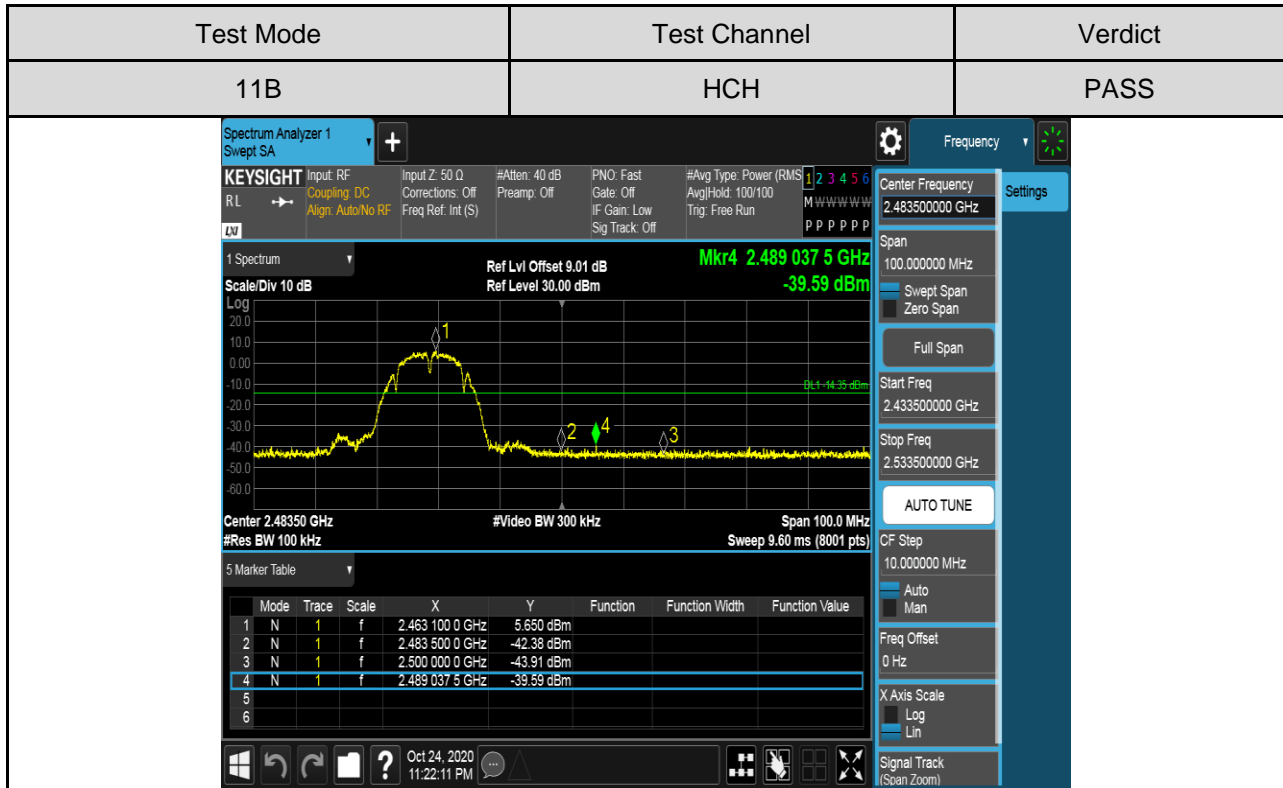 Test Mode Test Channel Verdict
11B HCH PASS
Spectrum Analyzer 1
Swept SA
+
Frequency
KEYSIGHT
RL
LXI
Input: RF
Coupling: DC
Align: Auto/No RF
Input Z: 50 Ω
Corrections: Off
Freq Ref: Int (S)
#Atten: 40 dB
Preamp: Off
PNO: Fast
Gate: Off
IF Gain: Low
Sig Track: Off
#Avg Type: Power (RMS
Avg|Hold: 100/100
Trig: Free Run
1 2 3 4 5 6
M W W W W W
P P P P P P
1 Spectrum
Scale/Div 10 dB
Ref Lvl Offset 9.01 dB
Ref Level 30.00 dBm
Mkr4 2.489 037 5 GHz
-39.59 dBm
Log
20.0
10.0
0.00
-10.0
-20.0
-30.0
-40.0
-50.0
-60.0
1
2
4
3
DL1 -14.35 dBm
Center 2.48350 GHz
#Res BW 100 kHz
#Video BW 300 kHz
Span 100.0 MHz
Sweep 9.60 ms (8001 pts)
5 Marker Table
Mode Trace Scale X Y Function Function Width Function Value
1 N 1 f 2.463 100 0 GHz 5.650 dBm
2 N 1 f 2.483 500 0 GHz -42.38 dBm
3 N 1 f 2.500 000 0 GHz -43.91 dBm
4 N 1 f 2.489 037 5 GHz -39.59 dBm
5
6
?
Oct 24, 2020
11:22:11 PM
Center Frequency
2.483500000 GHz
Settings
Span
100.000000 MHz
Swept Span
Zero Span
Full Span
Start Freq
2.433500000 GHz
Stop Freq
2.533500000 GHz
AUTO TUNE
CF Step
10.000000 MHz
Auto
Man
Freq Offset
0 Hz
X Axis Scale
Log
Lin
Signal Track
(Span Zoom)